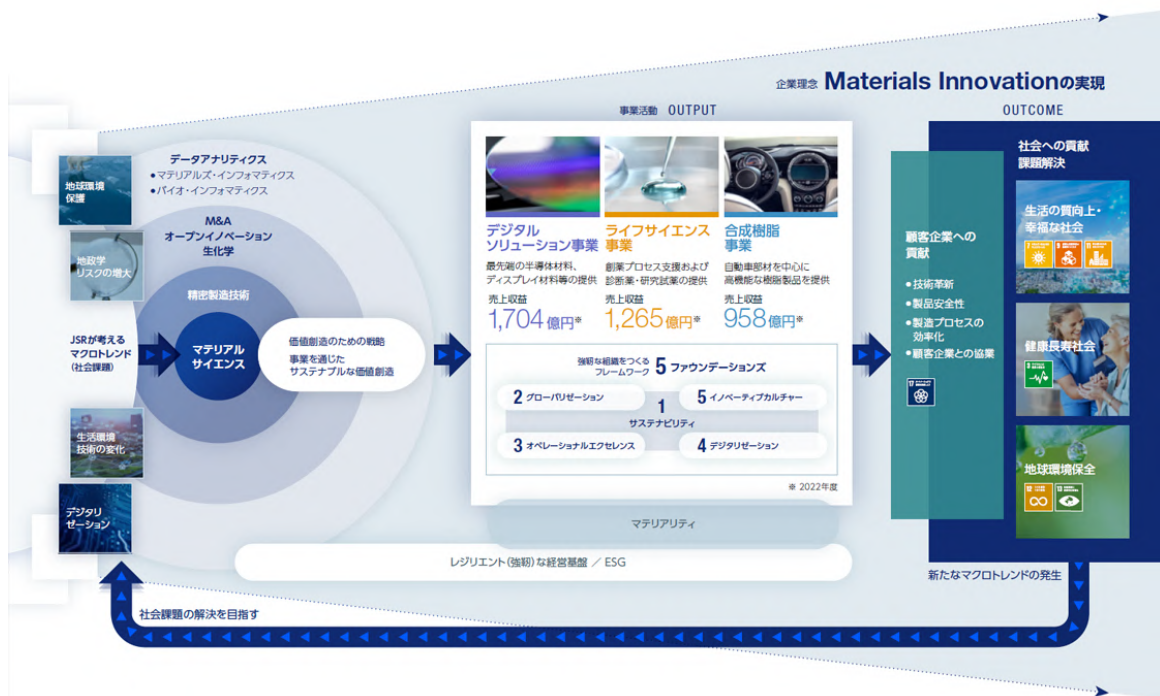 企業理念 Materials Innovationの実現
事業活動 OUTPUT
OUTCOME
地球環境
保護
地政学
リスクの増大
JSRが考える
マクロトレンド
(社会課題)
生活環境
技術の変化
デジタリ
ゼーション
データアナリティクス
●マテリアルズ・インフォマティクス
●バイオ・インフォマティクス
M&A
オープンイノベーション
生化学
精密製造技術
マテリアル
サイエンス
価値創造のための戦略
事業を通じた
サステナブルな価値創造
デジタル
ソリューション事業
最先端の半導体材料、
ディスプレイ材料等の提供
売上収益
1,704億円※
ライフサイエンス
事業
創薬プロセス支援および
診断薬・研究試薬の提供
売上収益
1,265億円※
合成樹脂
事業
自動車部材を中心に
高機能な樹脂製品を提供
売上収益
958億円※
強靭な組織をつくる
フレームワーク 5 ファウンデーションズ
2 グローバリゼーション
5 イノベーティブカルチャー
1
サステナビリティ
3 オペレーショナルエクセレンス
4 デジタリゼーション
※ 2022年度
マテリアリティ
レジリエント(強靭)な経営基盤 / ESG
顧客企業への
貢献
●技術革新
●製品安全性
●製造プロセスの
効率化
●顧客企業との協業
社会への貢献
課題解決
生活の質向上・
幸福な社会
健康長寿社会
地球環境保全
新たなマクロトレンドの発生
社会課題の解決を目指す